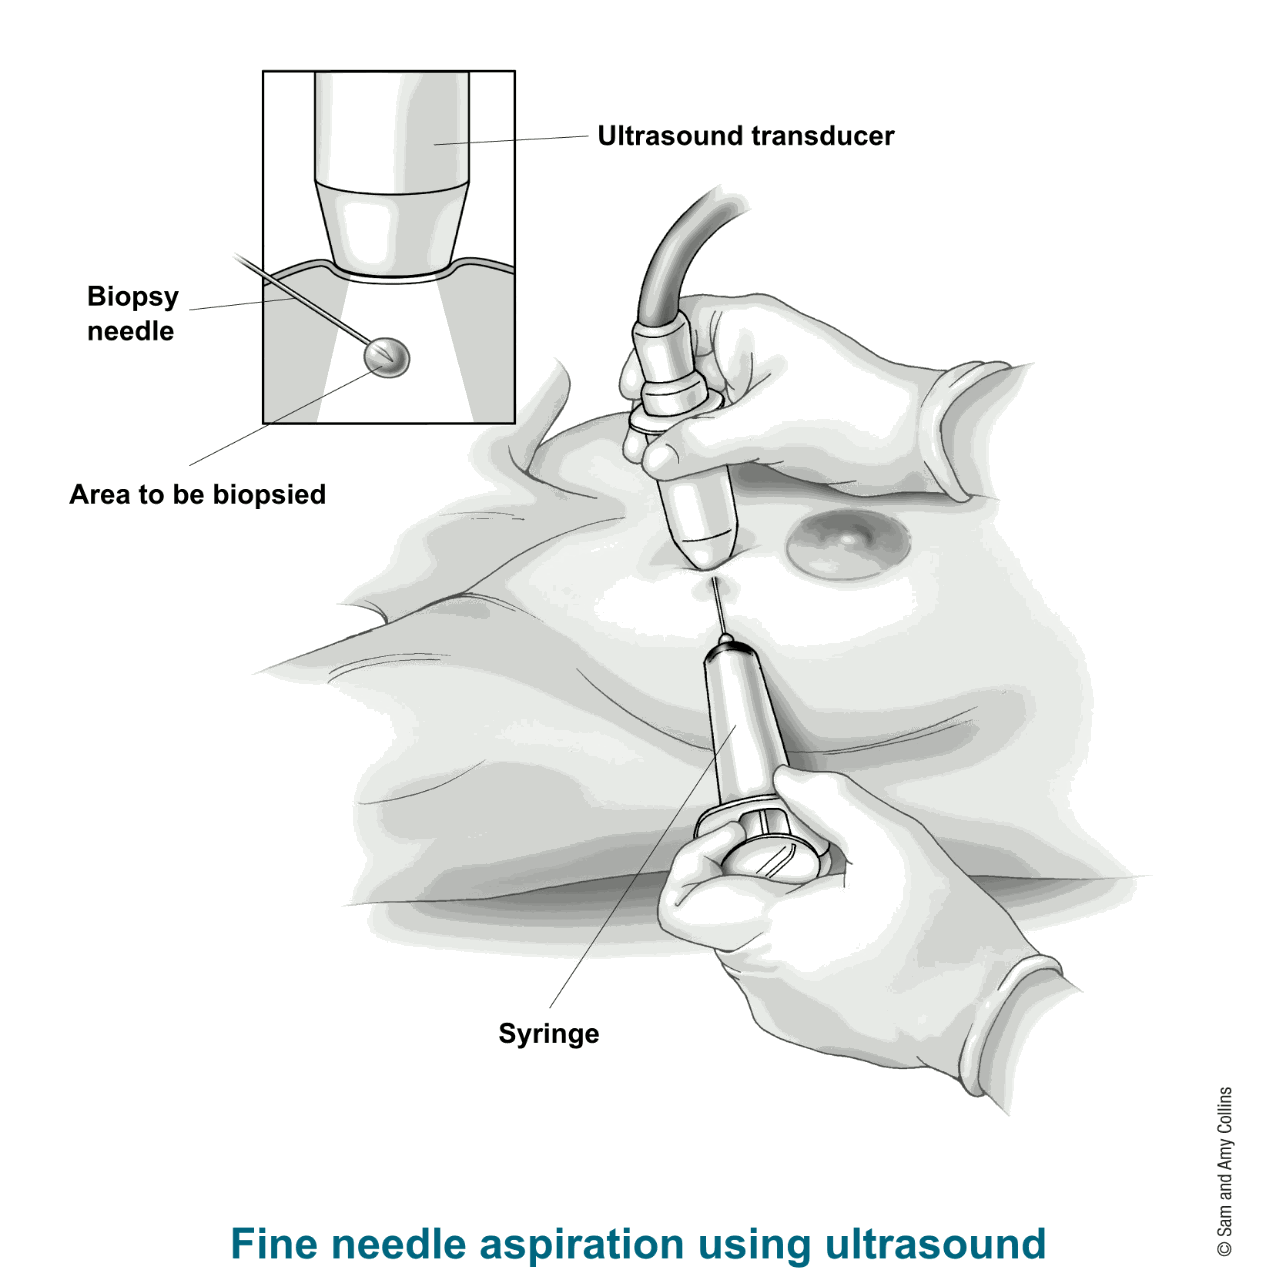 Ultrasound transducer
Biopsy
needle
Area to be biopsied
Syringe
© Sam and Amy Collins
Fine needle aspiration using ultrasound